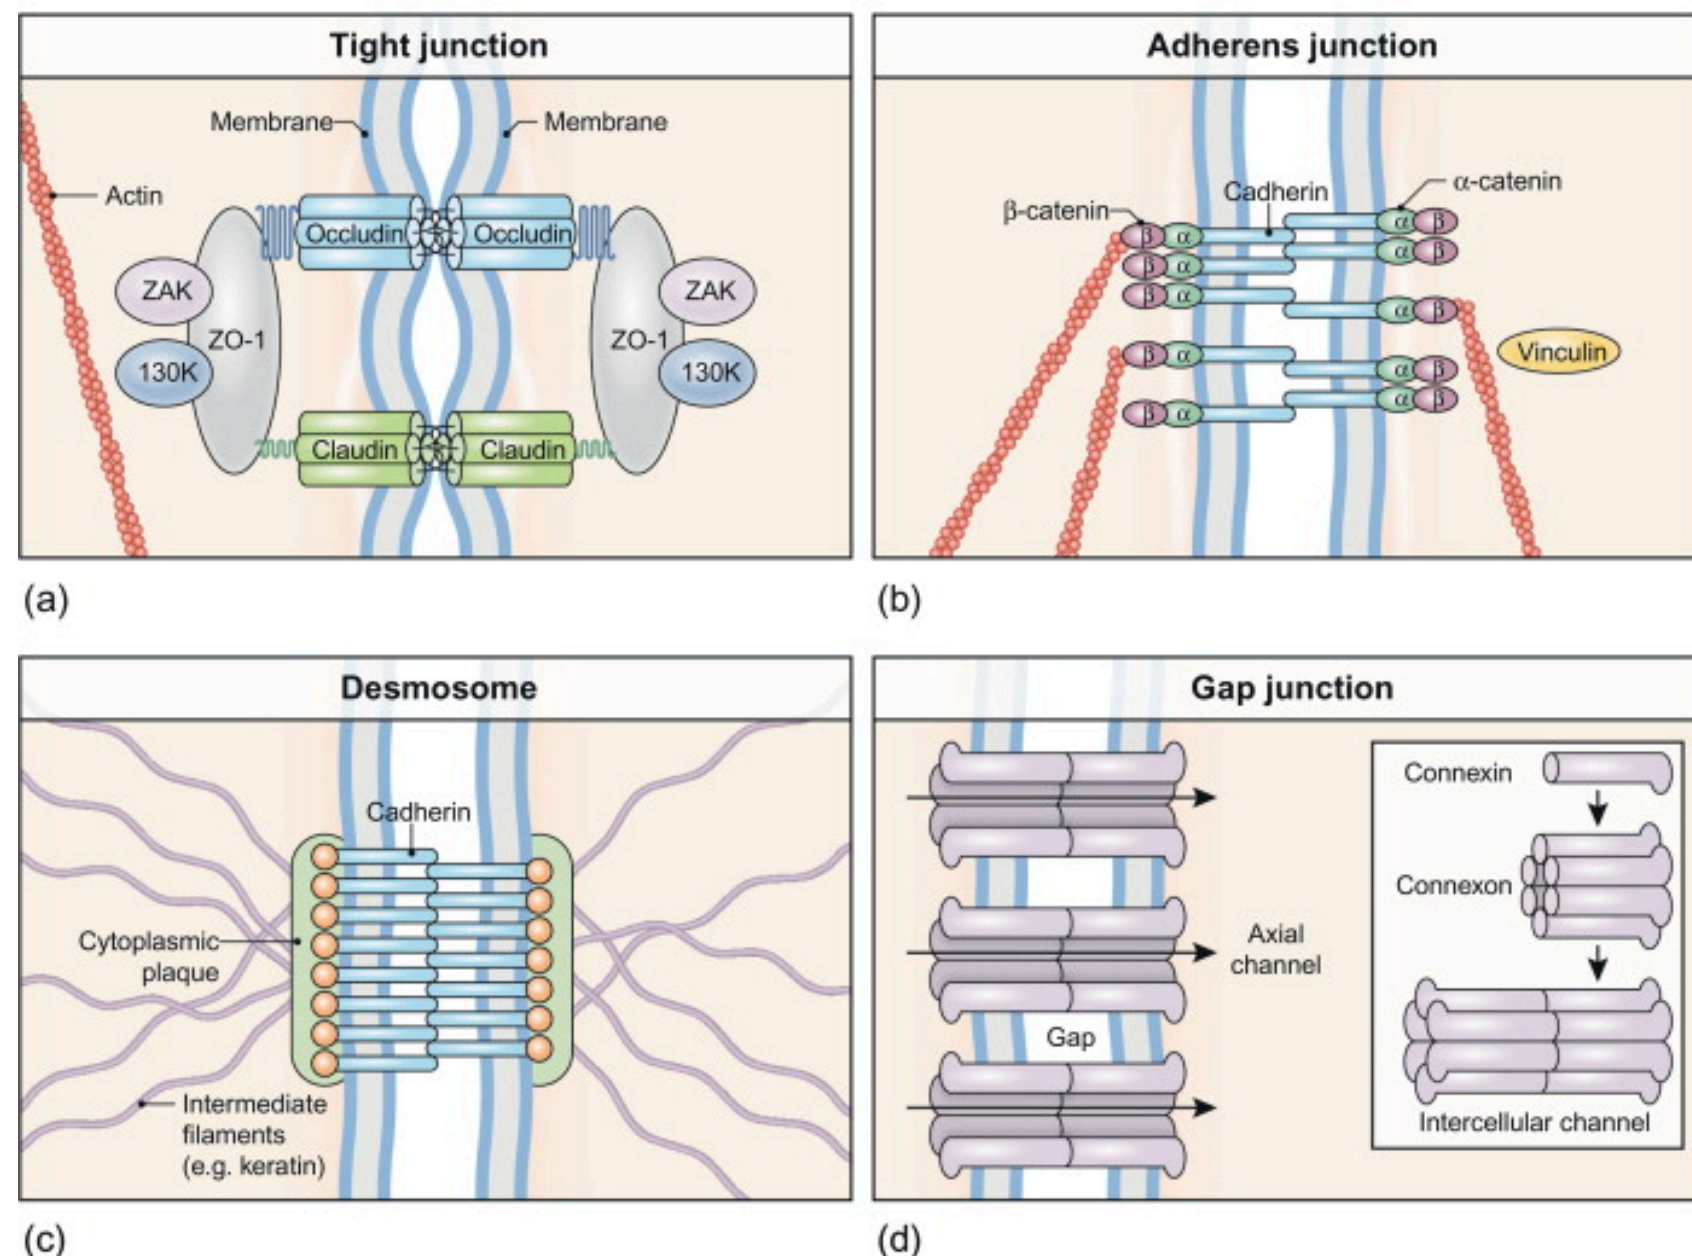 Tight junction
Membrane
Membrane
Actin
Occludin
Occludin
ZAK
ZAK
ZO-1
ZO-1
130K
130K
Claudin
Claudin
(a)
Adherens junction
α-catenin
Cadherin
β-catenin
β α
α β
β α
α β
β α
α β
Vinculin
β α
α β
α β
β α
(b)
Desmosome
Cadherin
Cytoplasmic
plaque
Intermediate
filaments
(e.g. keratin)
(c)
Gap junction
Connexin
Connexon
Axial
channel
Gap
Intercellular channel
(d)